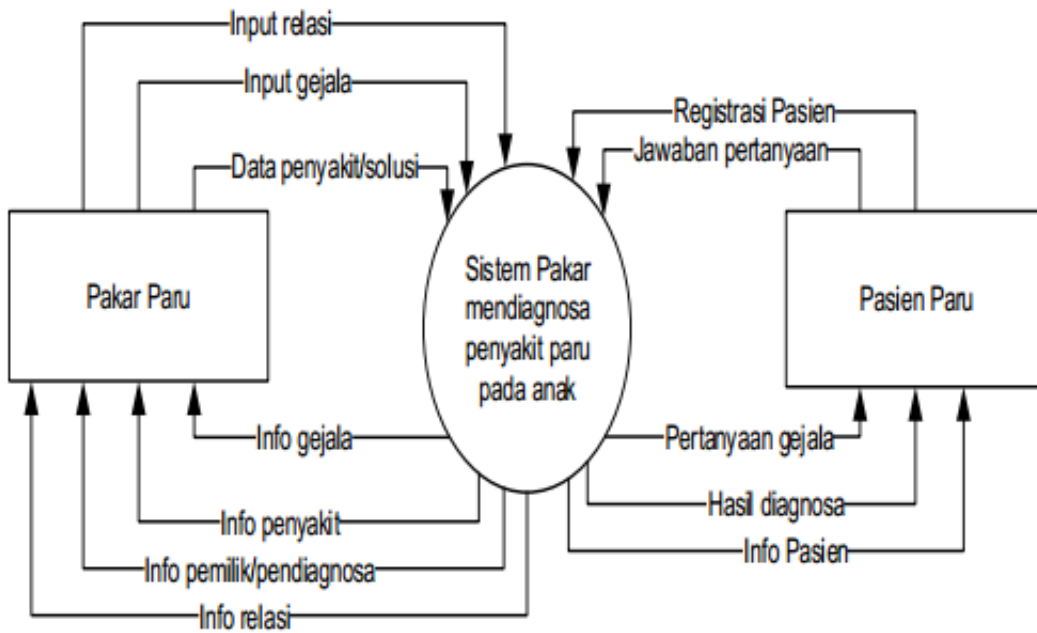 Input relasi
Input gejala
Data penyakit/solusi
Registrasi Pasien
Jawaban pertanyaan
Pakar Paru
Sistem Pakar
mendiagnosa
penyakit paru
pada anak
Pasien Paru
Info gejala
Pertanyaan gejala
Info penyakit
Hasil diagnosa
Info pemilik/pendiagnosa
Info Pasien
Info relasi